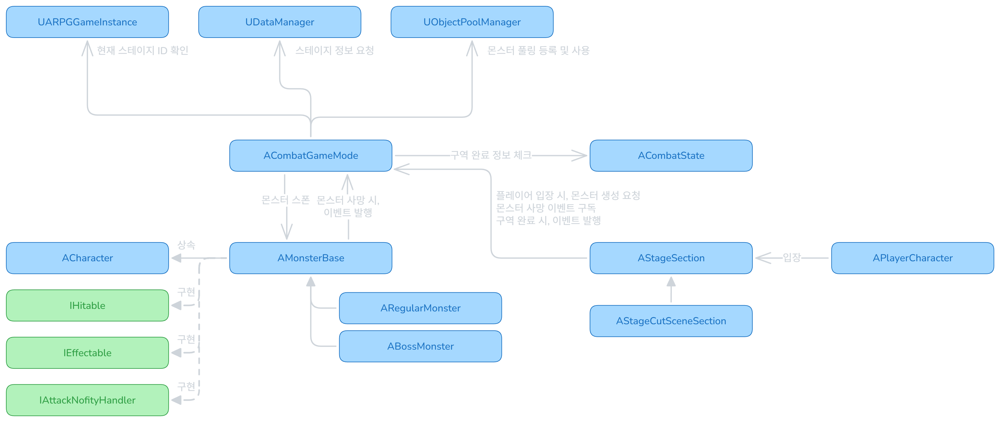 UARPGGameInstance
UDataManager
UObjectPoolManager
현재 스테이지 ID 확인
스테이지 정보 요청
몬스터 풀링 등록 및 사용
ACombatGameMode
구역 완료 정보 체크
ACombatState
몬스터 스폰
몬스터 사망 시,
이벤트 발행
플레이어 입장 시, 몬스터 생성 요청
몬스터 사망 이벤트 구독
구역 완료 시, 이벤트 발행
ACharacter
상속
AMonsterBase
AStageSection
입장
APlayerCharacter
IHitable
구현
ARegularMonster
AStageCutSceneSection
IEffectable
구현
ABossMonster
IAttackNofityHandler
구현